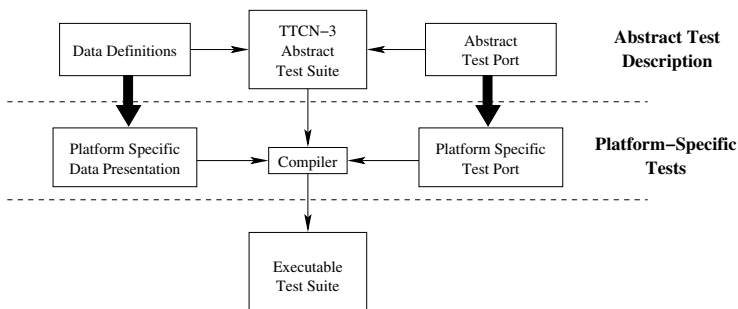 Data Definitions
TTCN−3
Abstract
Test Suite
Abstract
Test Port
Abstract Test
Description
Platform Specific
Data Presentation
Compiler
Platform Specific
Test Port
Platform−Specific
Tests
Executable
Test Suite